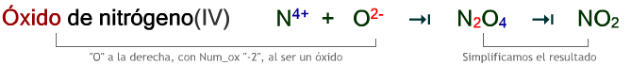 Óxido de nitrógeno(IV) N4+ + O2- → N2O4 → NO2
"O" a la derecha, con Num_ox "-2", al ser un óxido Simplificamos el resultado